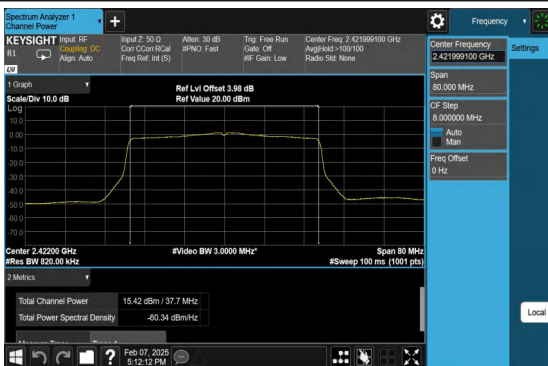 Spectrum Analyzer 1
Channel Power
+
Frequency
KEYSIGHT
RL
LXI
Input: RF
Coupling: DC
Align: Auto
Input Z: 50 Ω
Corr CCorr RCal
Freq Ref: Int (S)
Atten: 30 dB
#PNO: Fast
Trig: Free Run
Gate: Off
#IF Gain: Low
Center Freq: 2.421999100 GHz
Avg|Hold:>100/100
Radio Std: None
Center Frequency
2.421999100 GHz
Settings
Span
80.000 MHz
CF Step
8.000000 MHz
Auto
Man
Freq Offset
0 Hz
Local
1 Graph
Scale/Div 10.0 dB
Ref Lvl Offset 3.98 dB
Ref Value 20.00 dBm
Log
10.0
0.00
-10.0
-20.0
-30.0
-40.0
-50.0
-60.0
-70.0
Center 2.42200 GHz
#Res BW 820.00 kHz
#Video BW 3.0000 MHz*
Span 80 MHz
#Sweep 100 ms (1001 pts)
2 Metrics
Total Channel Power 15.42 dBm / 37.7 MHz
Total Power Spectral Density -60.34 dBm/Hz
?
Feb 07, 2025
5:12:12 PM